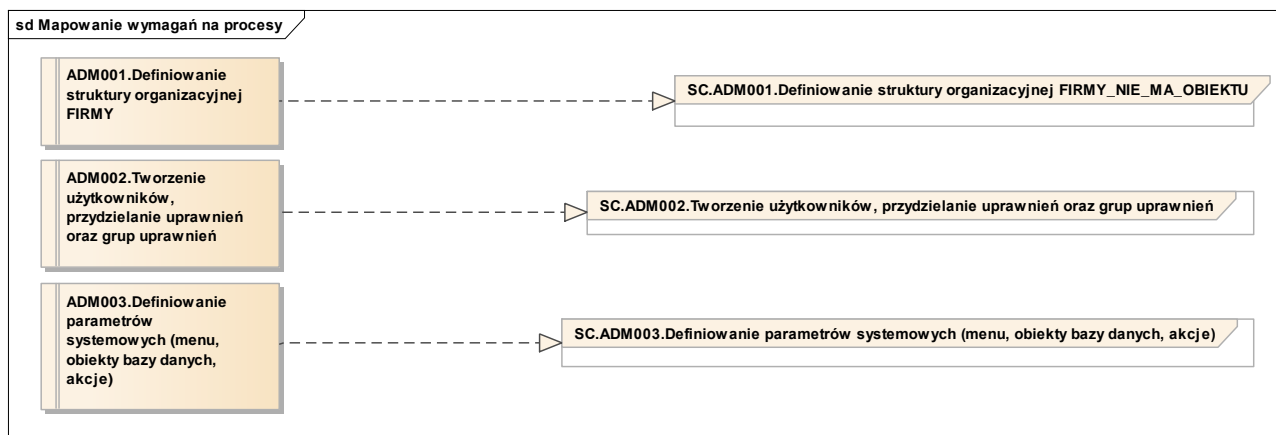 sd Mapowanie wymagań na procesy
ADM001.Definiowanie
struktury organizacyjnej
FIRMY
SC.ADM001.Definiowanie struktury organizacyjnej FIRMY_NIE_MA_OBIEKTU
ADM002.Tworzenie
użytkowników,
przydzielanie uprawnień
oraz grup uprawnień
SC.ADM002.Tworzenie użytkowników, przydzielanie uprawnień oraz grup uprawnień
ADM003.Definiowanie
parametrów
systemowych (menu,
obiekty bazy danych,
akcje)
SC.ADM003.Definiowanie parametrów systemowych (menu, obiekty bazy danych, akcje)